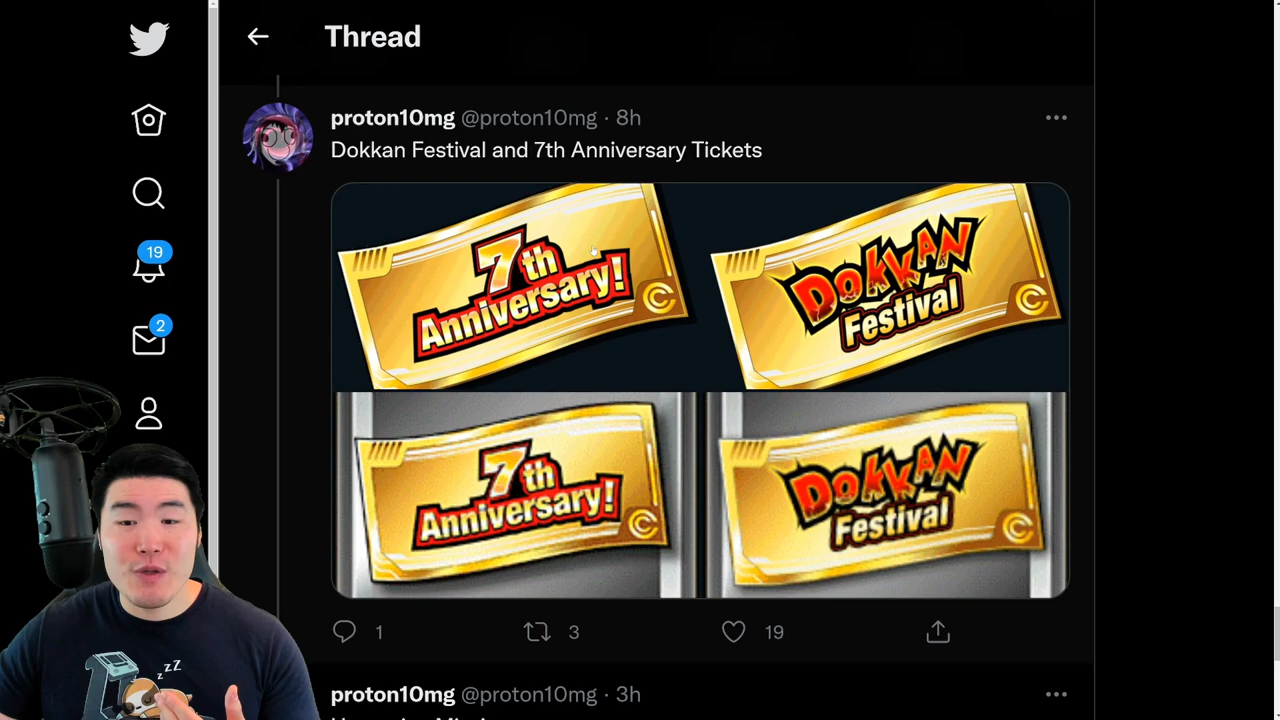 Thread
proton10mg @proton10mg · 8h
Dokkan Festival and 7th Anniversary Tickets
19
2
7th
Anniversary!
DOKKAN
Festival
7th
Anniversary!
DOKKAN
Festival
1
3
19
zZZ
proton10mg @proton10mg · 3h